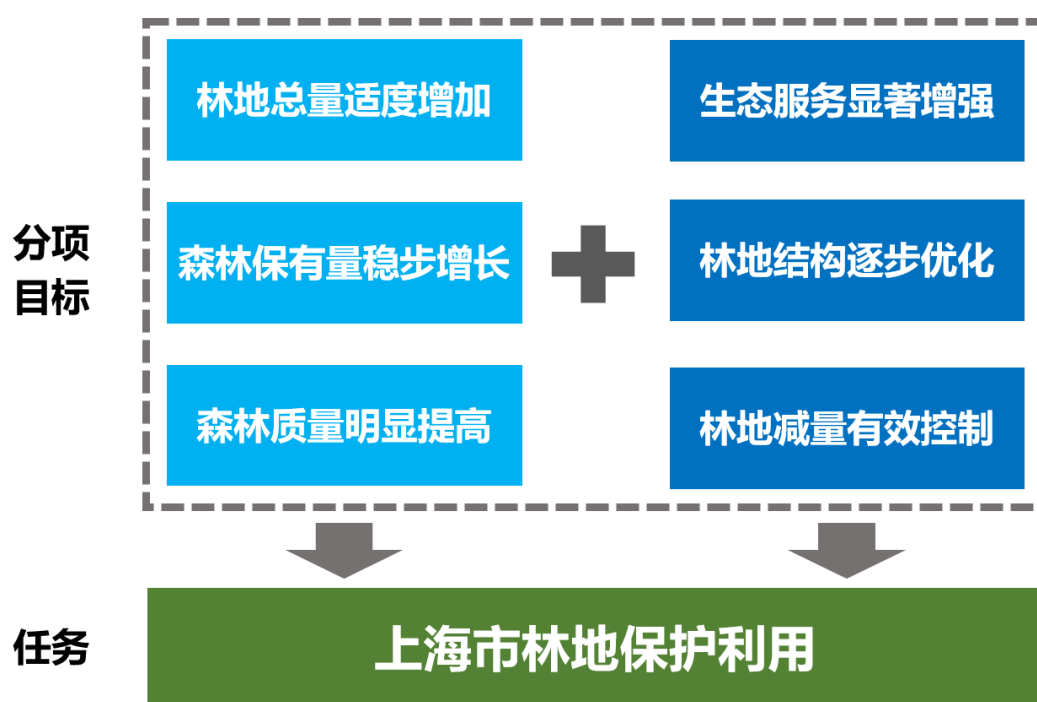 分项
目标
林地总量适度增加
生态服务显著增强
森林保有量稳步增长
林地结构逐步优化
森林质量明显提高
林地减量有效控制
任务
上海市林地保护利用